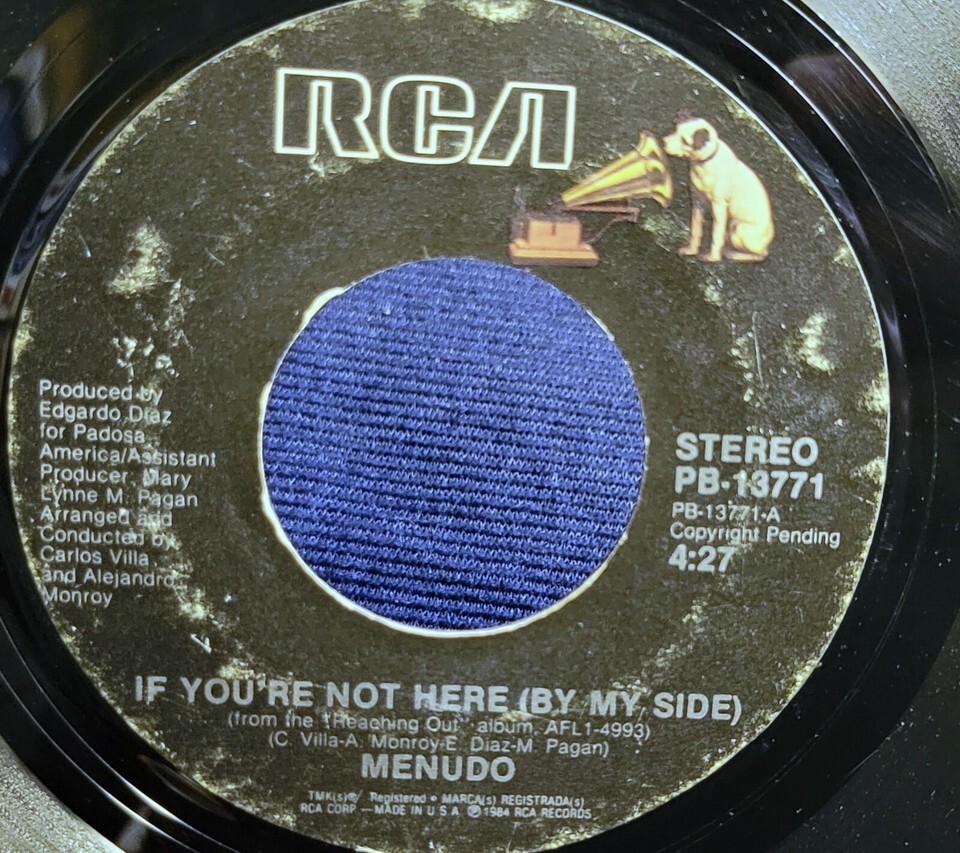 RCA
Produced by
Edgardo Diaz
for Padosa
America/Assistant
Producer: Mary
Lynne M. Pagan
Arranged and
Conducted by
Carlos Villa
and Alejandro
Monroy
STEREO
PB-13771
PB-13771-A
Copyright Pending
4:27
IF YOU'RE NOT HERE (BY MY SIDE)
(from the "Reaching Out" album, AFL1-4993)
(C. Villa-A. Monroy-E. Diaz-M. Pagan)
MENUDO
TMK(s)® Registered • MARCA(s) REGISTRADA(s)
RCA CORP — MADE IN U S A ℗ 1984 RCA RECORDS